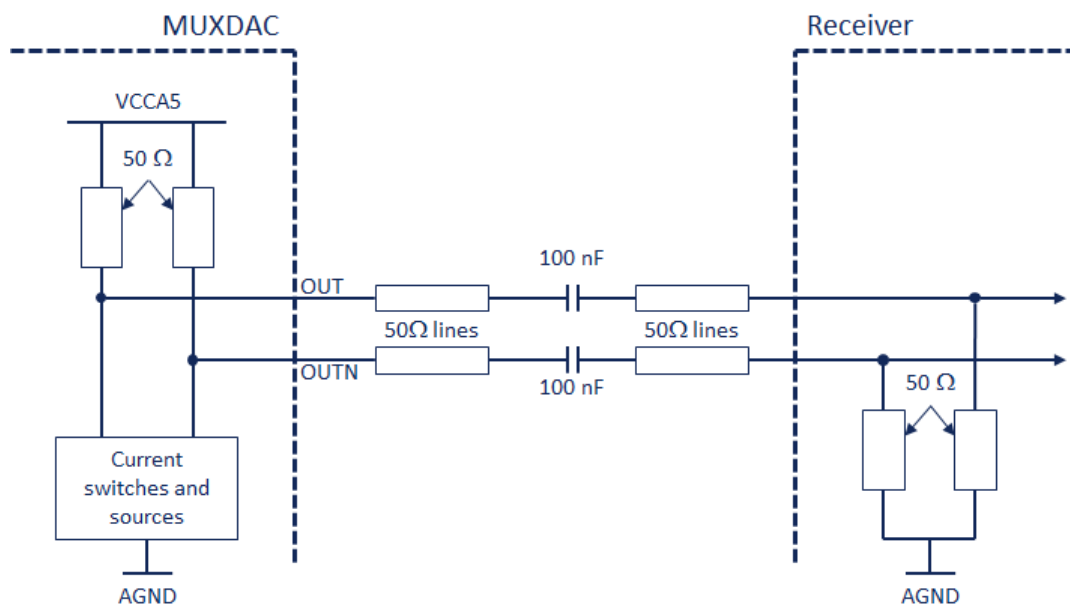 MUXDAC
Receiver
VCCA5
50 Ω
100 nF
OUT
50Ω lines
50Ω lines
OUTN
100 nF
50 Ω
Current
switches and
sources
AGND
AGND